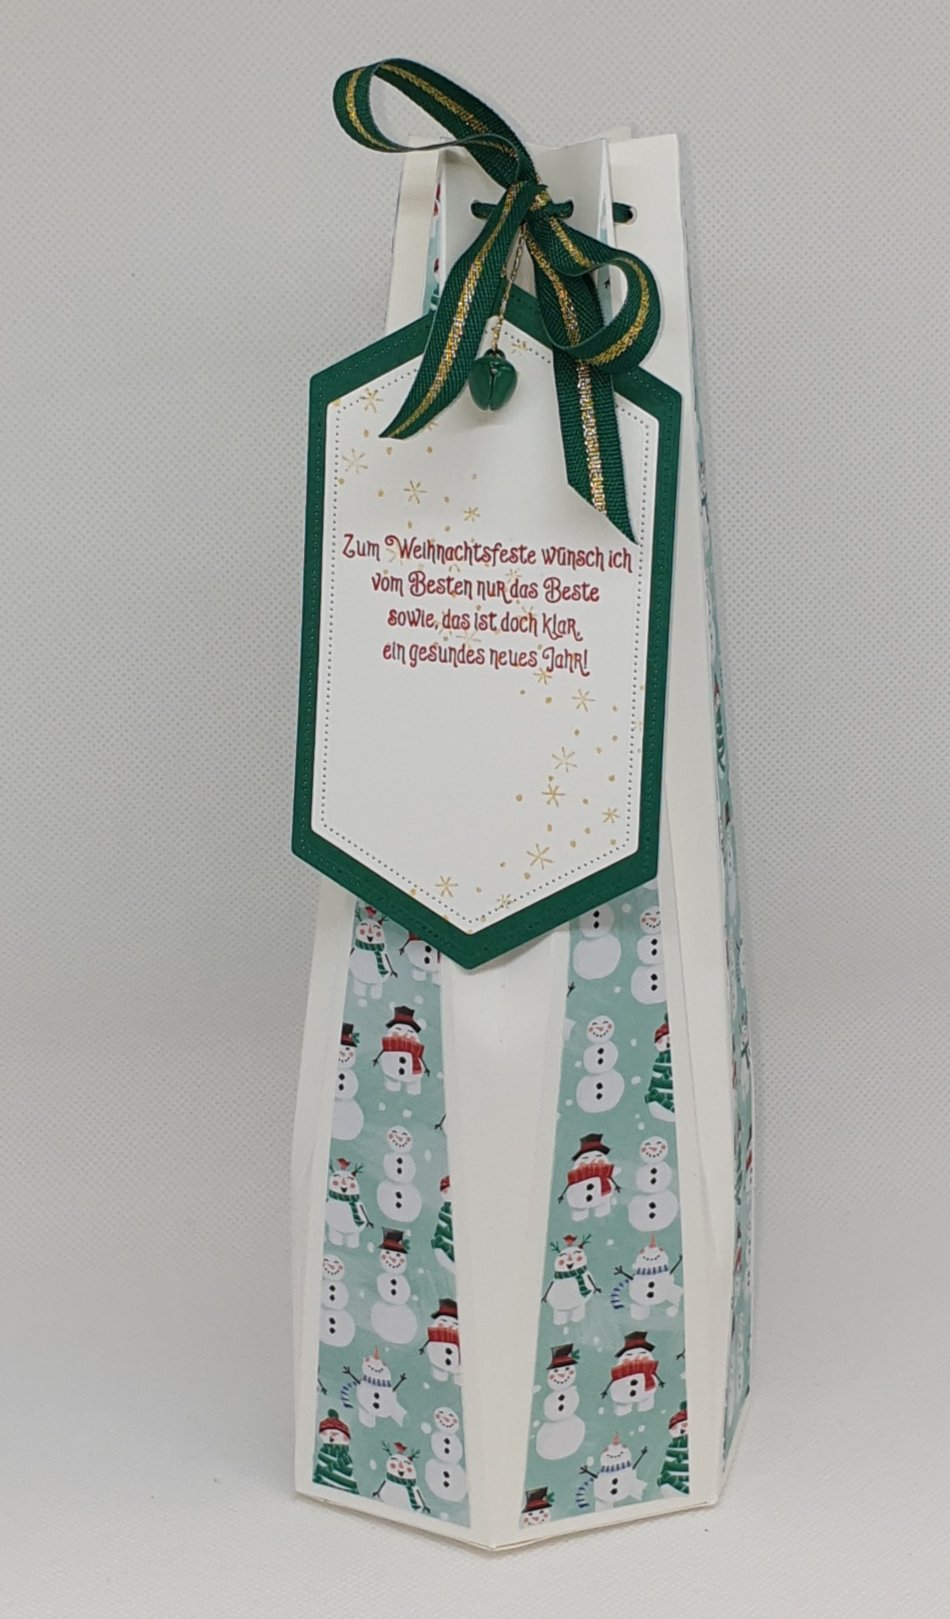 Zum Weihnachtsfeste wünsch ich
vom Besten nur das Beste
sowie, das ist doch klar,
ein gesundes neues Jahr!